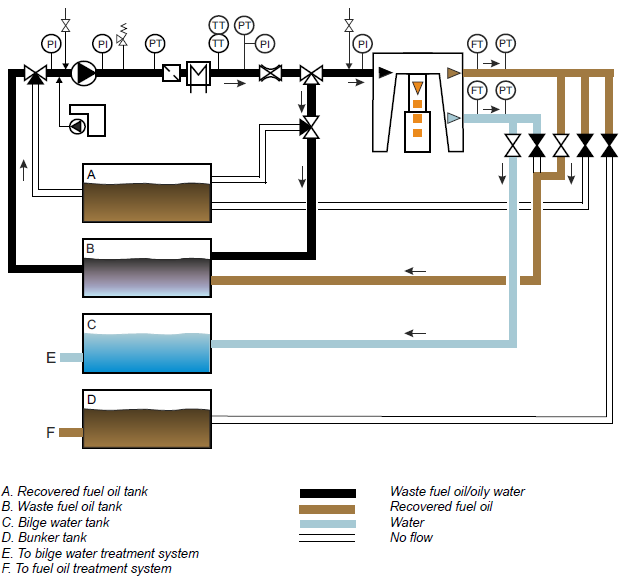 TT PT
PI PI PT TT PI PI FT PT
FT PT
A
B
C
E
D
F
A. Recovered fuel oil tank
B. Waste fuel oil tank
C. Bilge water tank
D. Bunker tank
E. To bilge water treatment system
F. To fuel oil treatment system
Waste fuel oil/oily water
Recovered fuel oil
Water
No flow